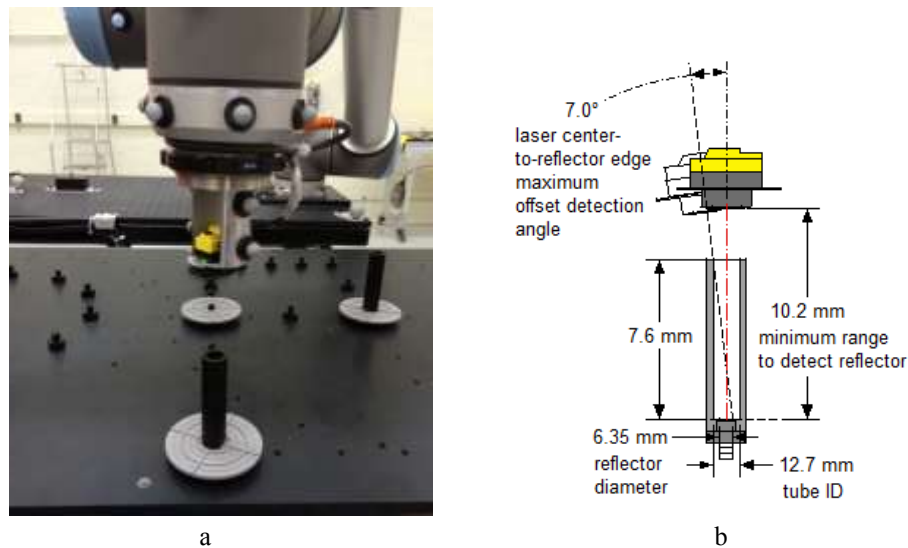 7.0°
laser center-
to-reflector edge
maximum
offset detection
angle
7.6 mm
10.2 mm
minimum range
to detect reflector
6.35 mm
reflector
diameter
12.7 mm
tube ID
a
b